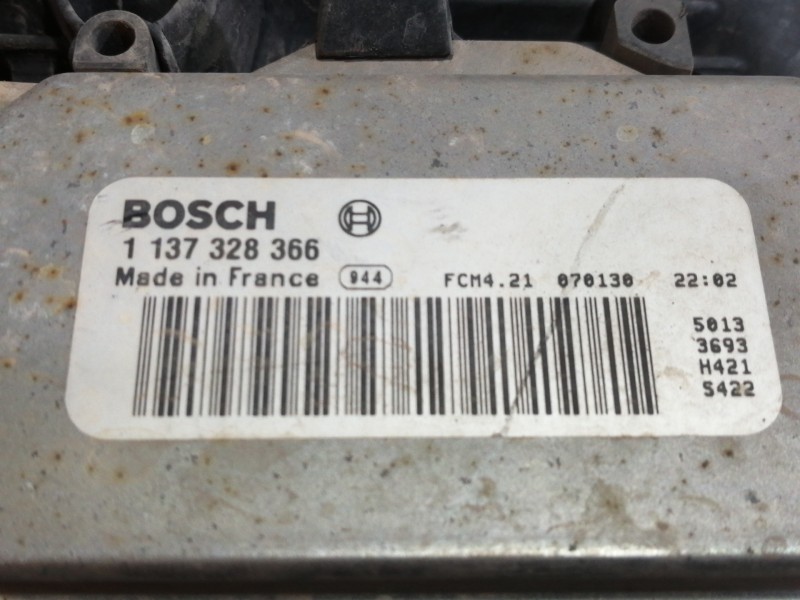 BOSCH
1 137 328 366
Made in France 944 FCM4.21 070130 22:02
5013
3693
H421
S422